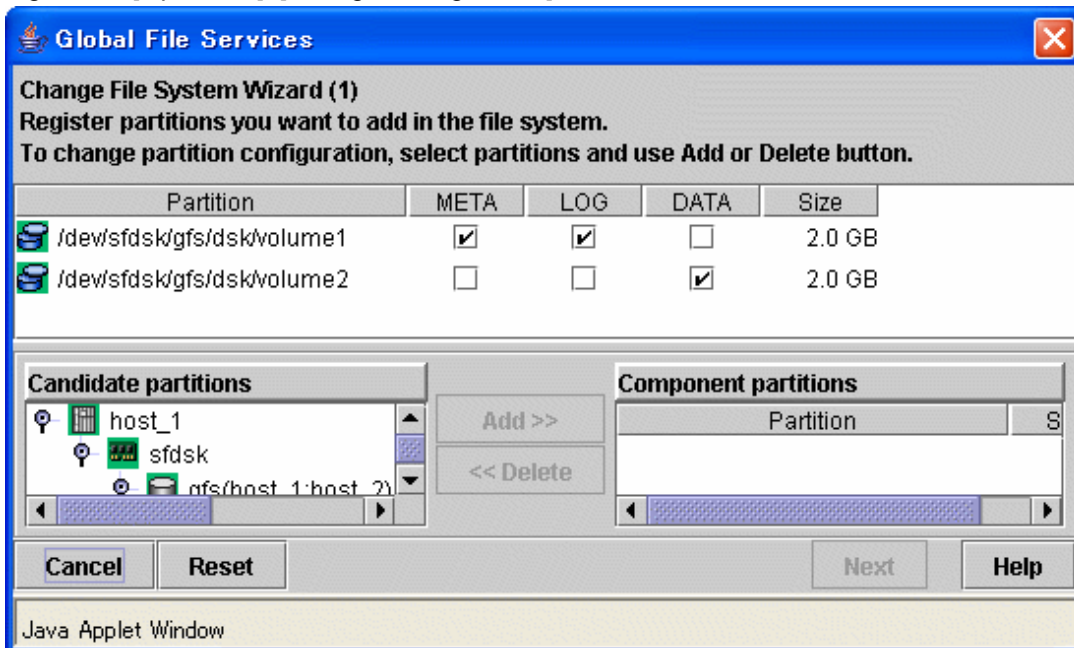 Global File Services
Change File System Wizard (1)
Register partitions you want to add in the file system.
To change partition configuration, select partitions and use Add or Delete button.
Partition META LOG DATA Size
/dev/sfdsk/gfs/dsk/volume1 2.0 GB
/dev/sfdsk/gfs/dsk/volume2 2.0 GB
Candidate partitions
host_1
sfdsk
gfs(host_1:host_2)
Add >>
<< Delete
Component partitions
Partition S
Cancel Reset Next Help
Java Applet Window